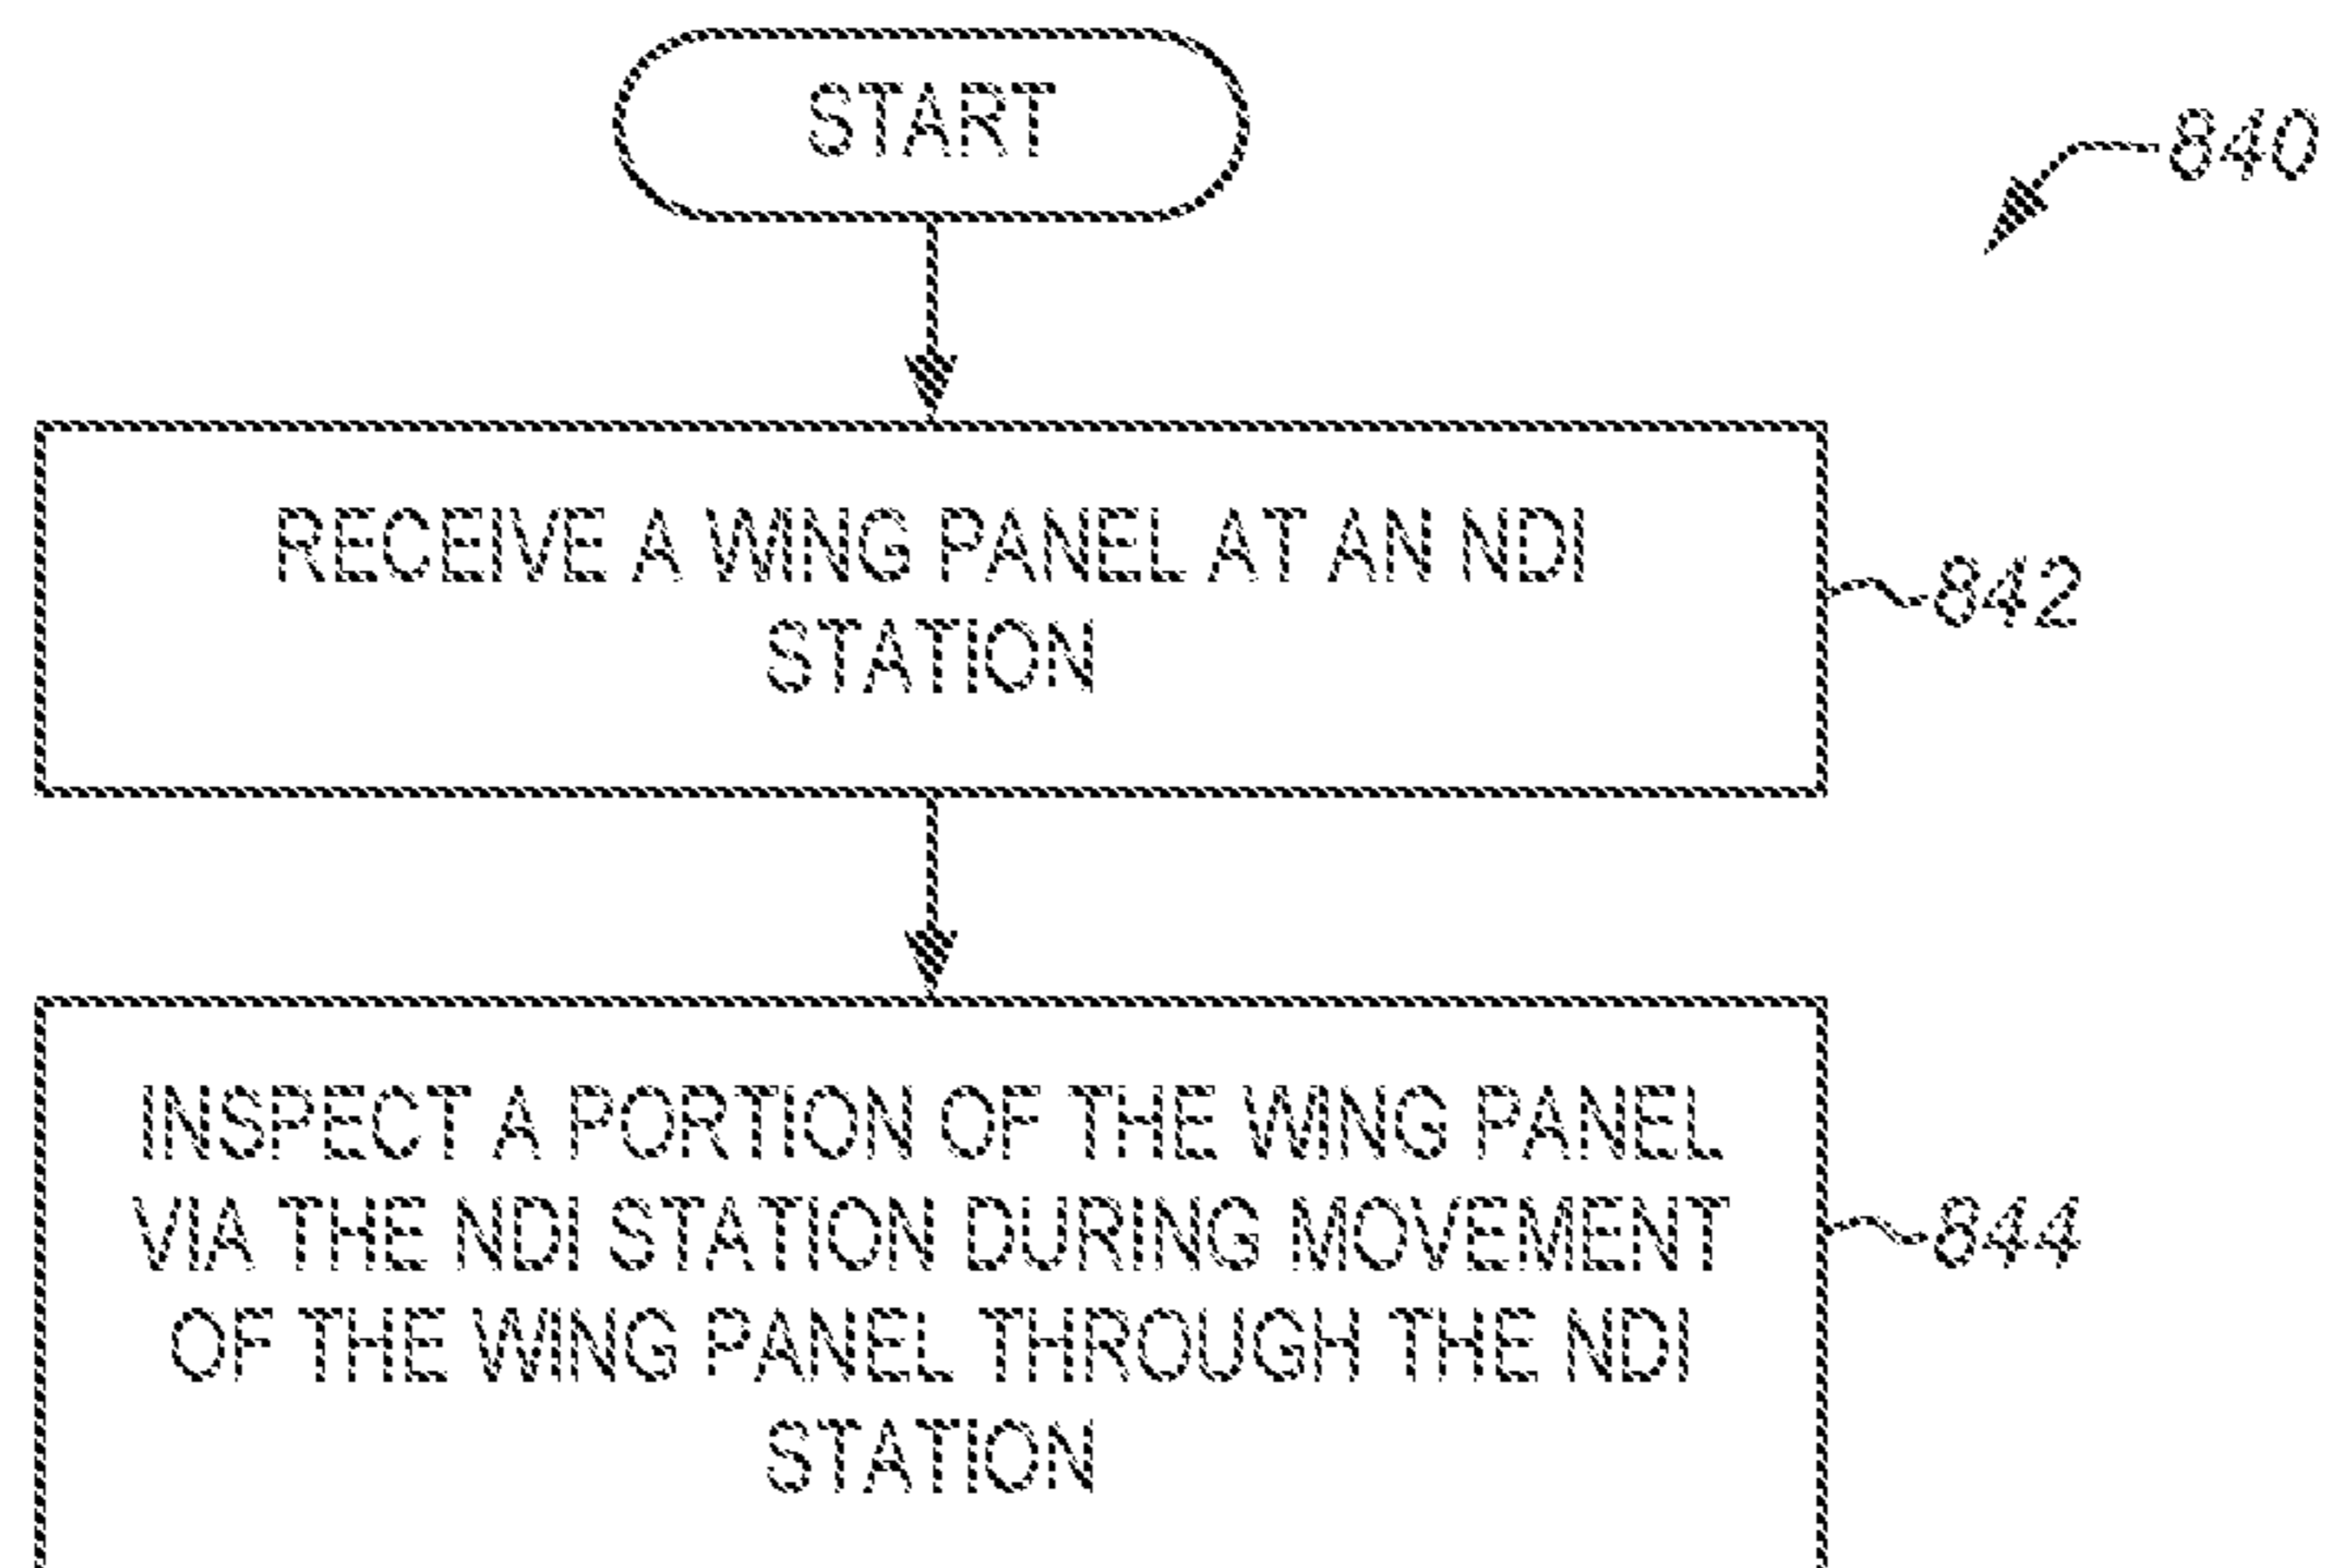 START
840
RECEIVE A WING PANEL AT AN NDI
STATION
842
INSPECT A PORTION OF THE WING PANEL
VIA THE NDI STATION DURING MOVEMENT
OF THE WING PANEL THROUGH THE NDI
STATION
844